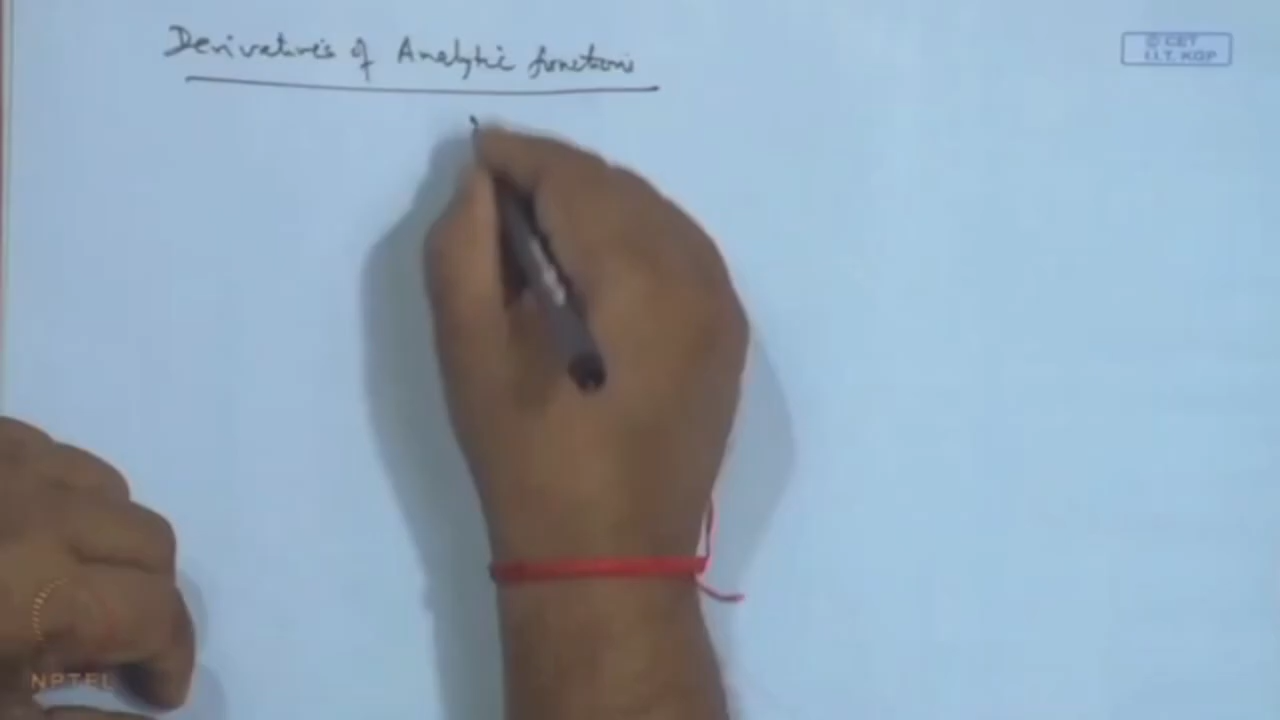 Derivatives of Analytic functions
© CET
I.I.T. KGP
NPTEL